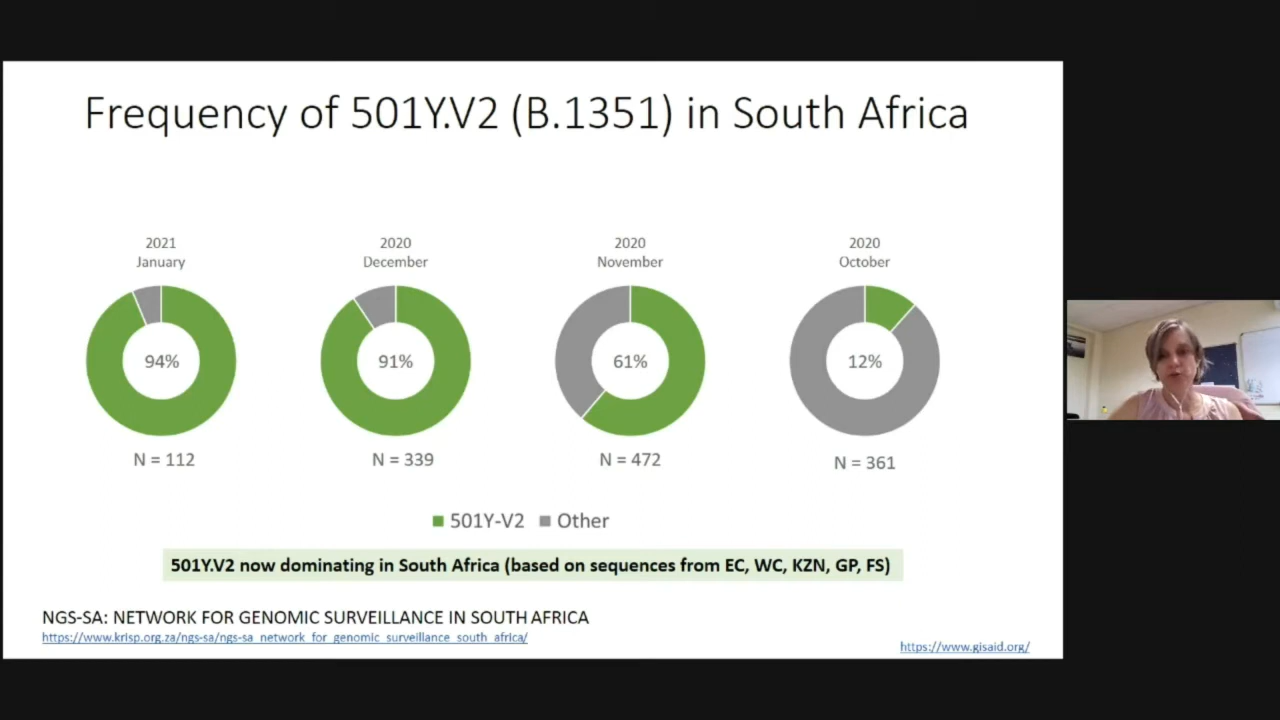 Frequency of 501Y.V2 (B.1351) in South Africa
2021
January
2020
December
2020
November
2020
October
94%
91%
61%
12%
N = 112
N = 339
N = 472
N = 361
501Y-V2
Other
501Y.V2 now dominating in South Africa (based on sequences from EC, WC, KZN, GP, FS)
NGS-SA: NETWORK FOR GENOMIC SURVEILLANCE IN SOUTH AFRICA
https://www.krisp.org.za/ngs-sa/ngs-sa_network_for_genomic_surveillance_south_africa/
https://www.gisaid.org/